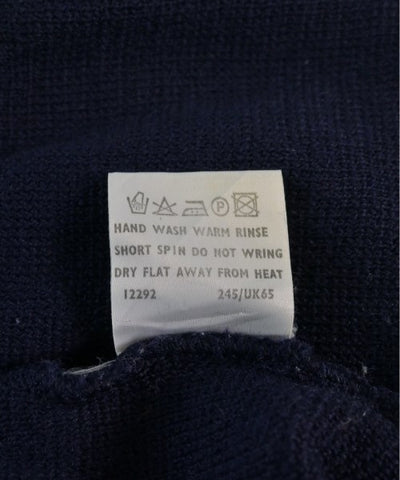 HAND WASH WARM RINSE
SHORT SPIN DO NOT WRING
DRY FLAT AWAY FROM HEAT
12292 245/UK65